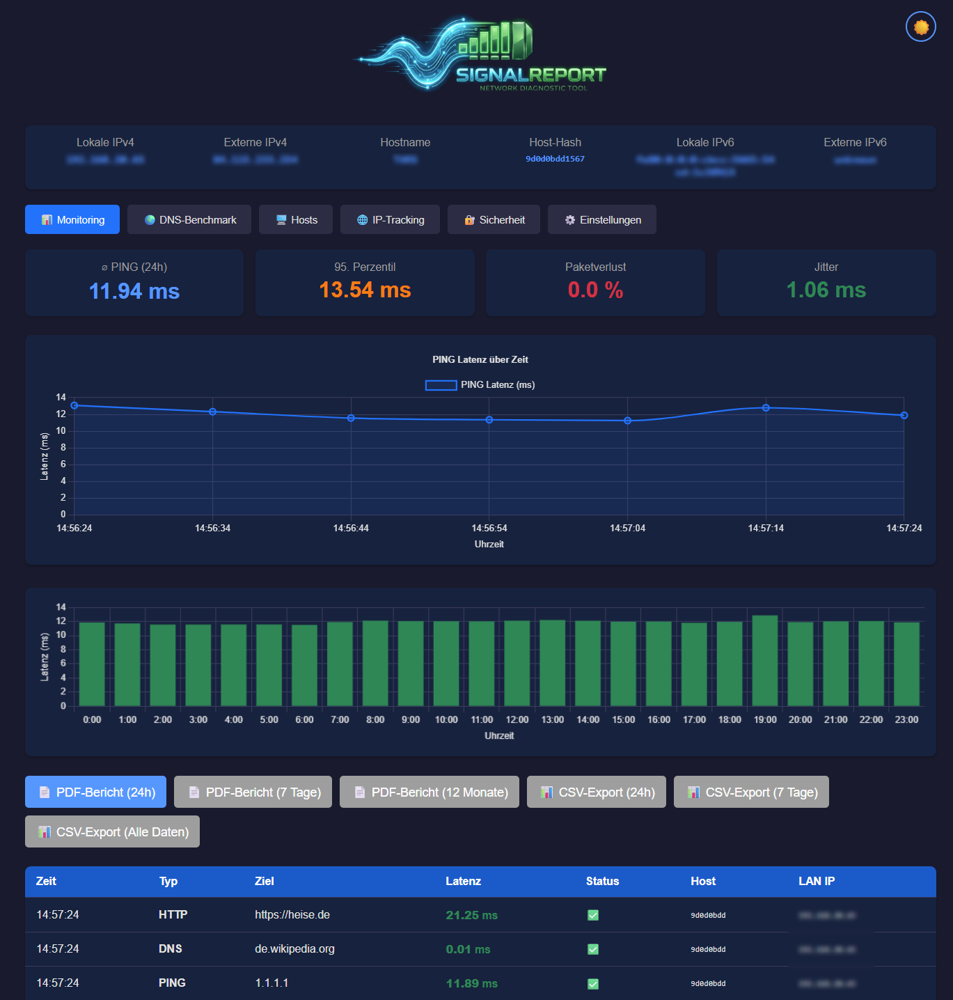 SIGNALREPORT
NETWORK DIAGNOSTIC TOOL
Lokale IPv4 Externe IPv4 Hostname Host-Hash Lokale IPv6 Externe IPv6
9d0d0bdd1567
Monitoring DNS-Benchmark Hosts IP-Tracking Sicherheit Einstellungen
⌀ PING (24h) 95. Perzentil Paketverlust Jitter
11.94 ms 13.54 ms 0.0 % 1.06 ms
PING Latenz über Zeit
PING Latenz (ms)
14
12
10
8
6
4
2
0
Latenz (ms)
14:56:24 14:56:34 14:56:44 14:56:54 14:57:04 14:57:14 14:57:24
Uhrzeit
14
12
10
8
6
4
2
0
Latenz (ms)
0:00 1:00 2:00 3:00 4:00 5:00 6:00 7:00 8:00 9:00 10:00 11:00 12:00 13:00 14:00 15:00 16:00 17:00 18:00 19:00 20:00 21:00 22:00 23:00
Uhrzeit
PDF-Bericht (24h) PDF-Bericht (7 Tage) PDF-Bericht (12 Monate) CSV-Export (24h) CSV-Export (7 Tage)
CSV-Export (Alle Daten)
Zeit Typ Ziel Latenz Status Host LAN IP
14:57:24 HTTP https://heise.de 21.25 ms 9d0d0bdd
14:57:24 DNS de.wikipedia.org 0.01 ms 9d0d0bdd
14:57:24 PING 1.1.1.1 11.89 ms 9d0d0bdd